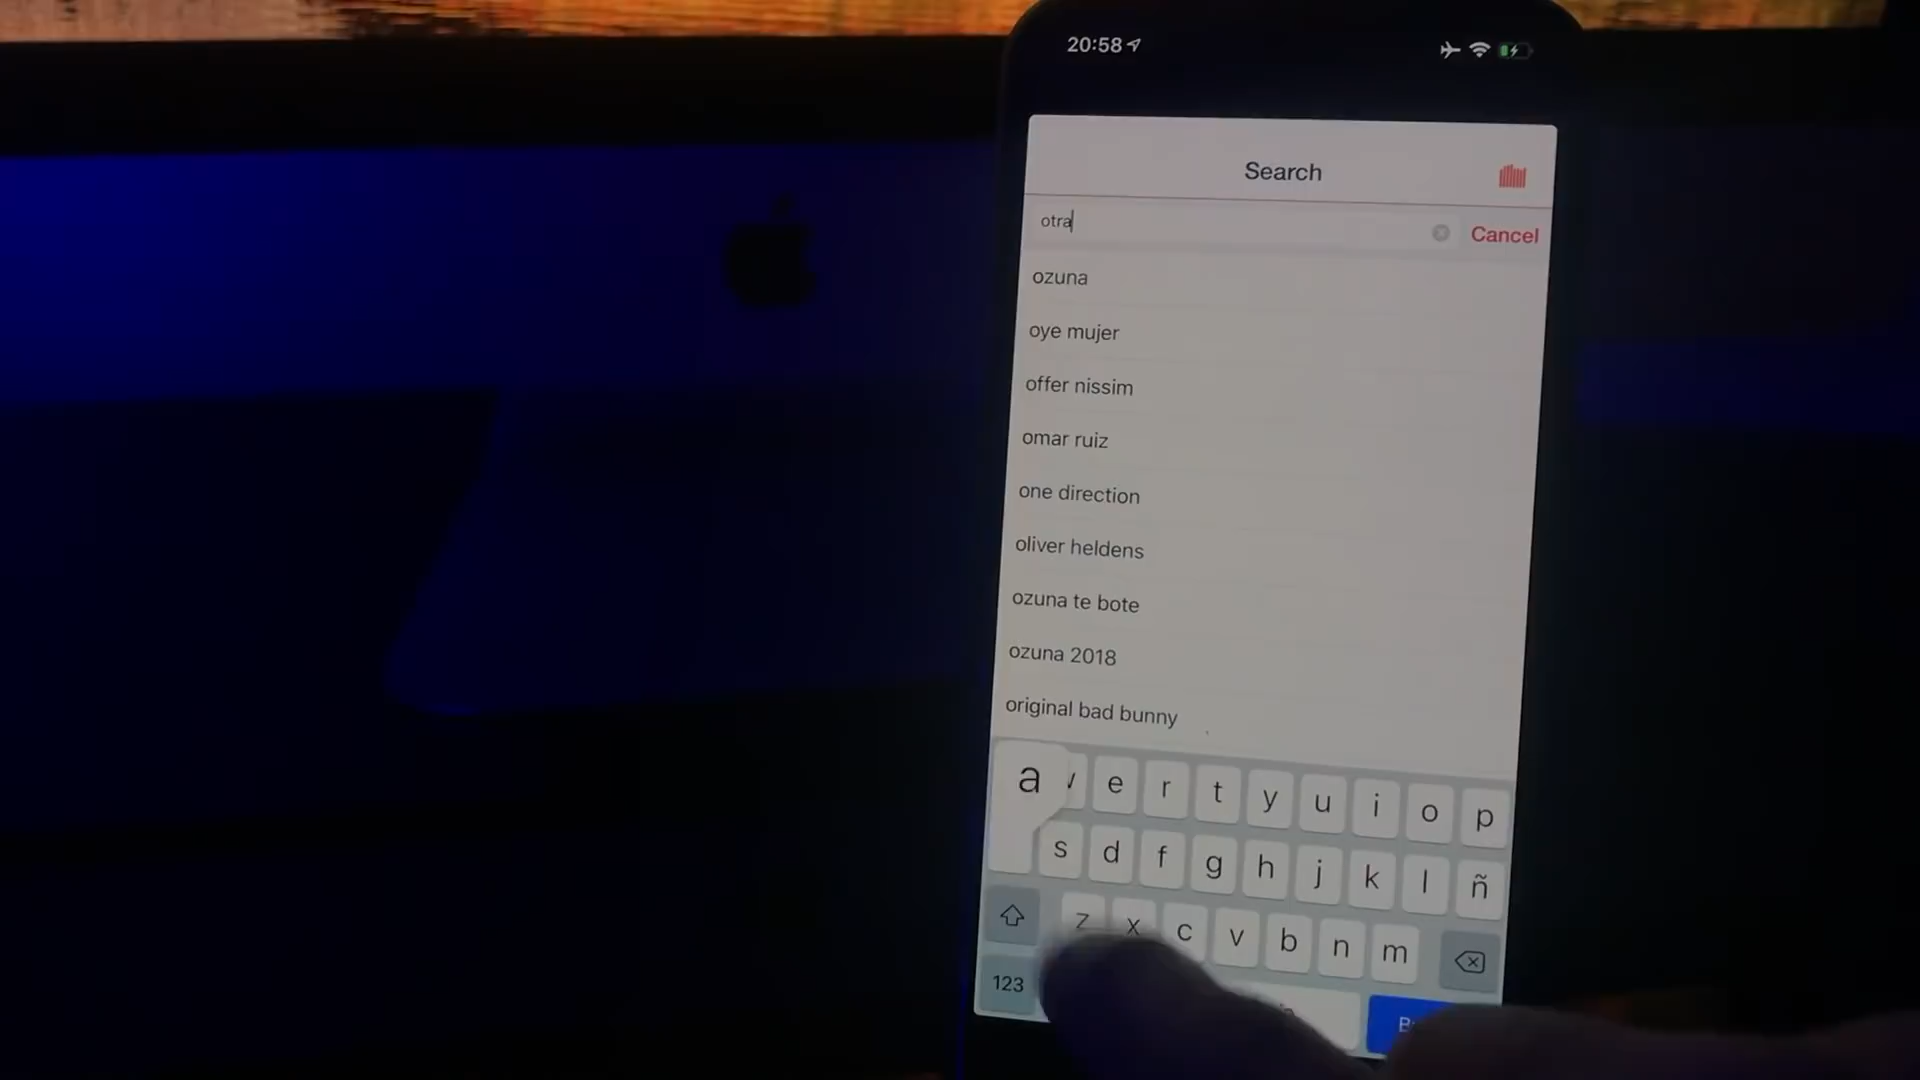 20:58
Search
otra
Cancel
ozuna
oye mujer
offer nissim
omar ruiz
one direction
oliver heldens
ozuna te bote
ozuna 2018
original bad bunny
a e r t y u i o p
s d f g h j k l ñ
z x c v b n m
123